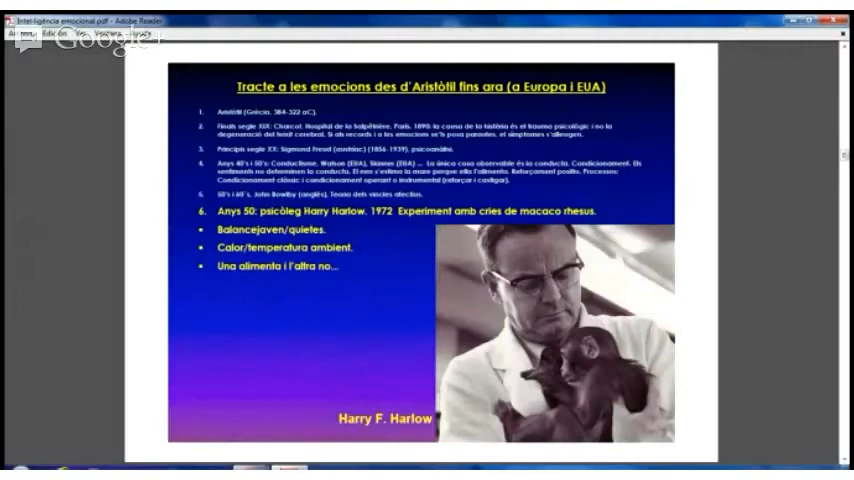 Intel·ligència emocional.pdf - Adobe Reader
Edición
Google+
Tracte a les emocions des d'Aristòtil fins ara (a Europa i EUA)
1. Aristòtil (Grècia, 384-322 aC).
2. Finals segle XIX: Charcot, Hospital de la Salpêtrière, París. 1890: la causa de la histèria és el trauma psicològic i no la
degeneració del teixit cerebral. Si als records i a les emocions se'ls posa paraules, el símptomes s'alleugen.
3. Principis segle XX: Sigmund Freud (austríac) (1856-1939), psicoanàlisi.
4. Anys 40's i 50's: Conductisme, Watson (EUA), Skinner (EUA) ... La única cosa observable és la conducta. Condicionament. Els
sentiments no determinen la conducta. El nen s'estima la mare perque ella l'alimenta. Reforçament positiu. Processos:
Condicionament clàssic i condicionament operant o instrumental (reforçar i castigar).
5. 50's i 60's, John Bowlby (anglès). Teoria dels vincles afectius.
6. Anys 50: psicòleg Harry Harlow. 1972 Experiment amb cries de macaco rhesus.
▪ Balancejaven/quietes.
▪ Calor/temperatura ambient.
▪ Una alimenta i l'altra no...
Harry F. Harlow